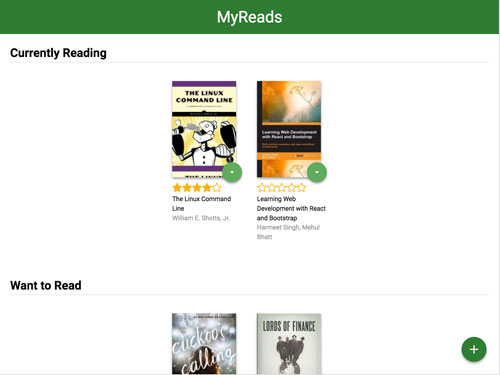 MyReads
Currently Reading
THE LINUX
COMMAND LINE
THE LINUX
Learning Web Development
with React and Bootstrap
The Linux Command
Line
William E. Shotts, Jr.
Learning Web
Development with React
and Bootstrap
Harmeet Singh, Mehul
Bhatt
Want to Read
cuckoo's
calling
LORDS OF FINANCE
+